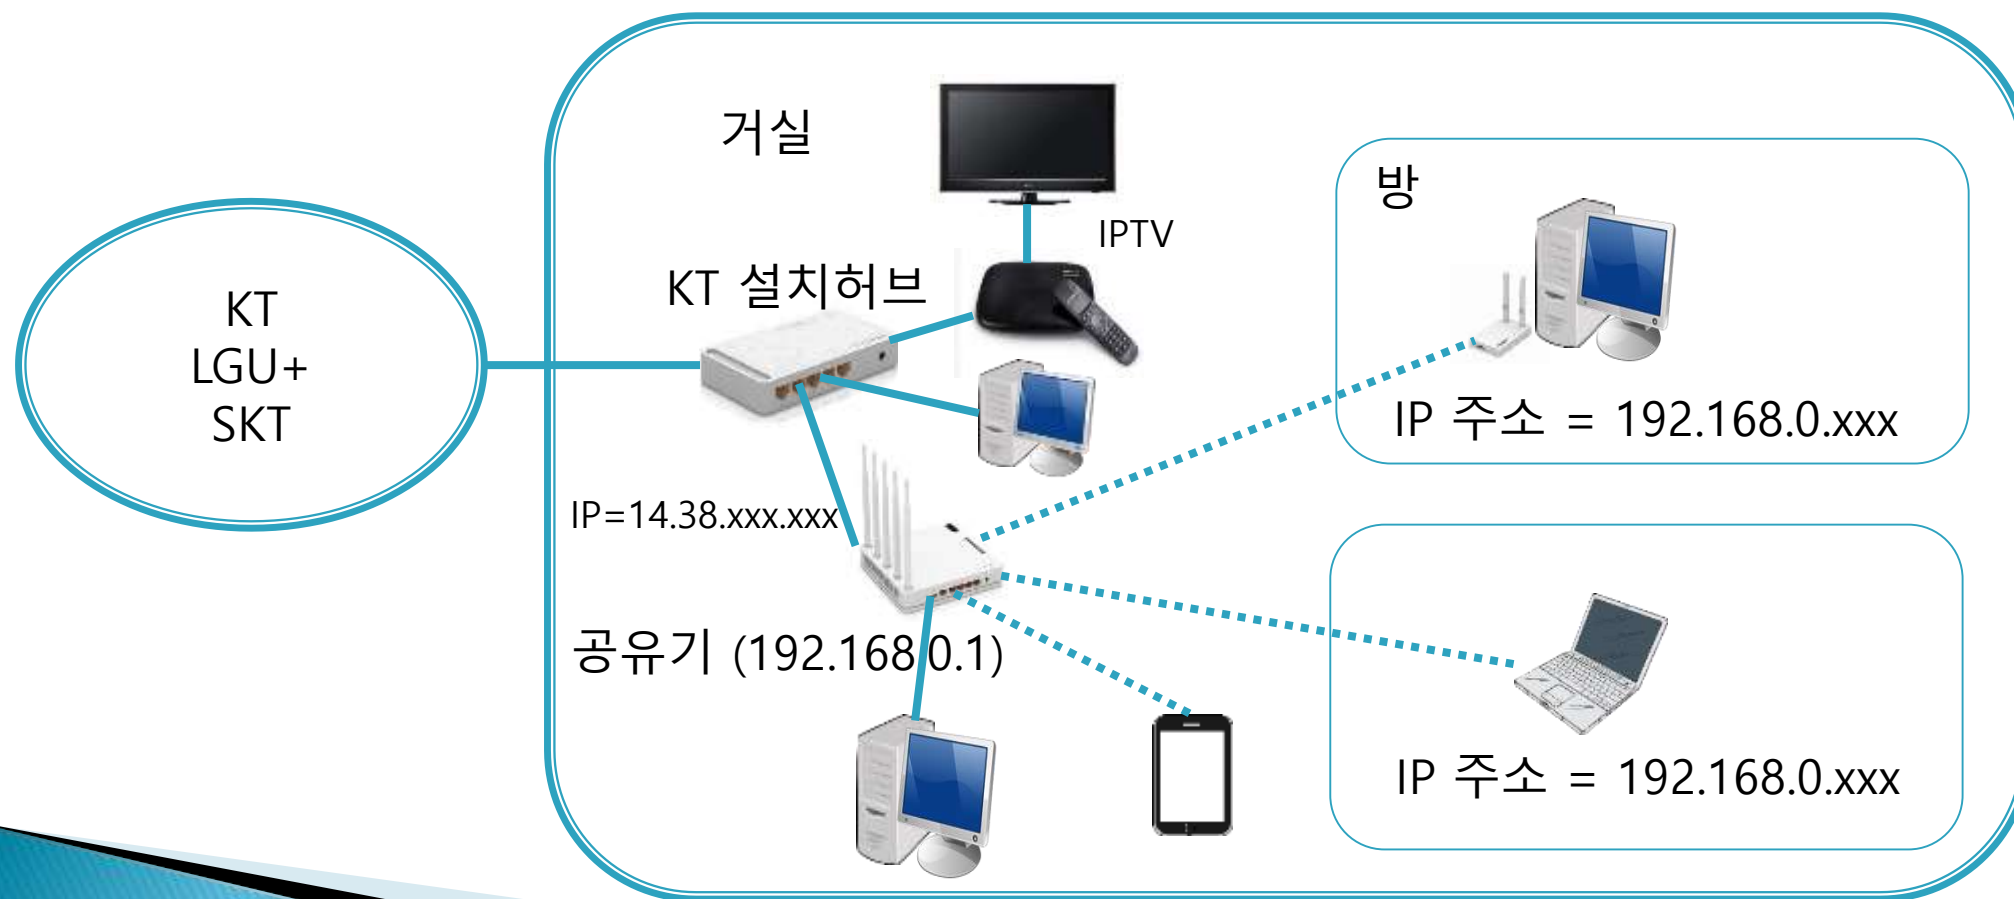 KT
LGU+
SKT
거실
IPTV
KT 설치허브
IP=14.38.xxx.xxx
공유기 (192.168.0.1)
방
IP 주소 = 192.168.0.xxx
IP 주소 = 192.168.0.xxx